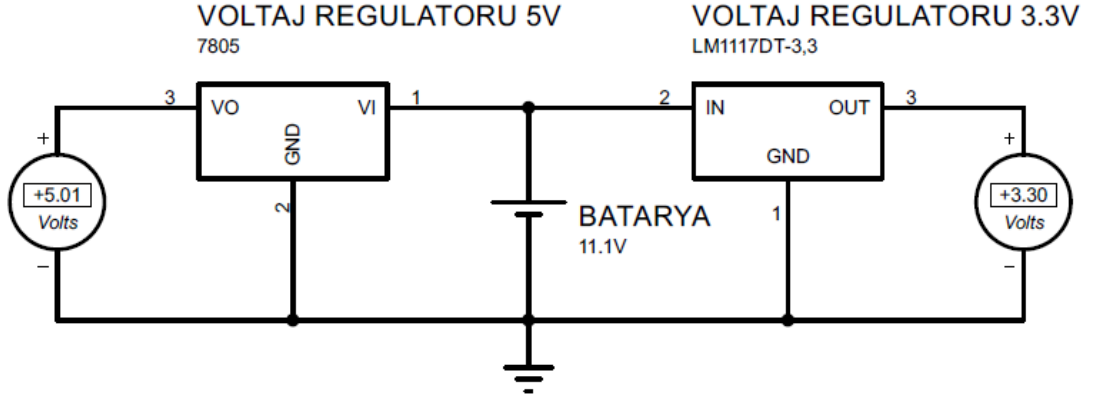 VOLTAJ REGULATORU 5V
7805
VOLTAJ REGULATORU 3.3V
LM1117DT-3,3
3
VO
VI
1
GND
2
2
IN
OUT
3
GND
1
+
+5.01
Volts
−
BATARYA
11.1V
+
+3.30
Volts
−